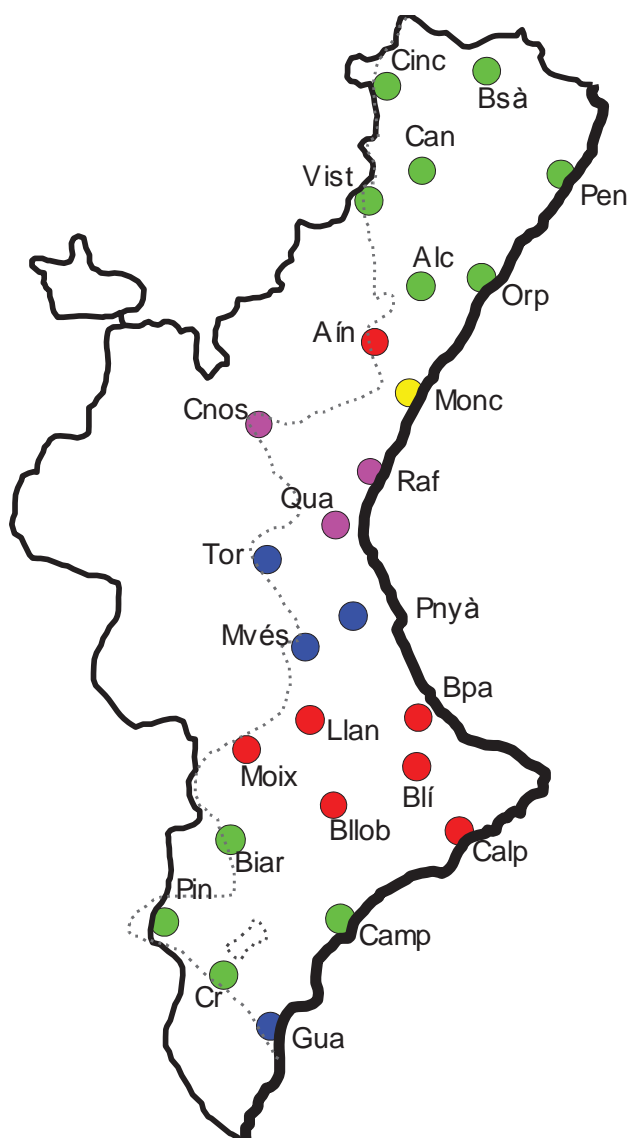 Cinc
Bsà
Can
Vist
Pen
Alc
Orp
Aín
Monc
Cnos
Raf
Qua
Tor
Pnyà
Mvés
Bpa
Llan
Moix
Blí
Bllob
Calp
Biar
Pin
Camp
Cr
Gua